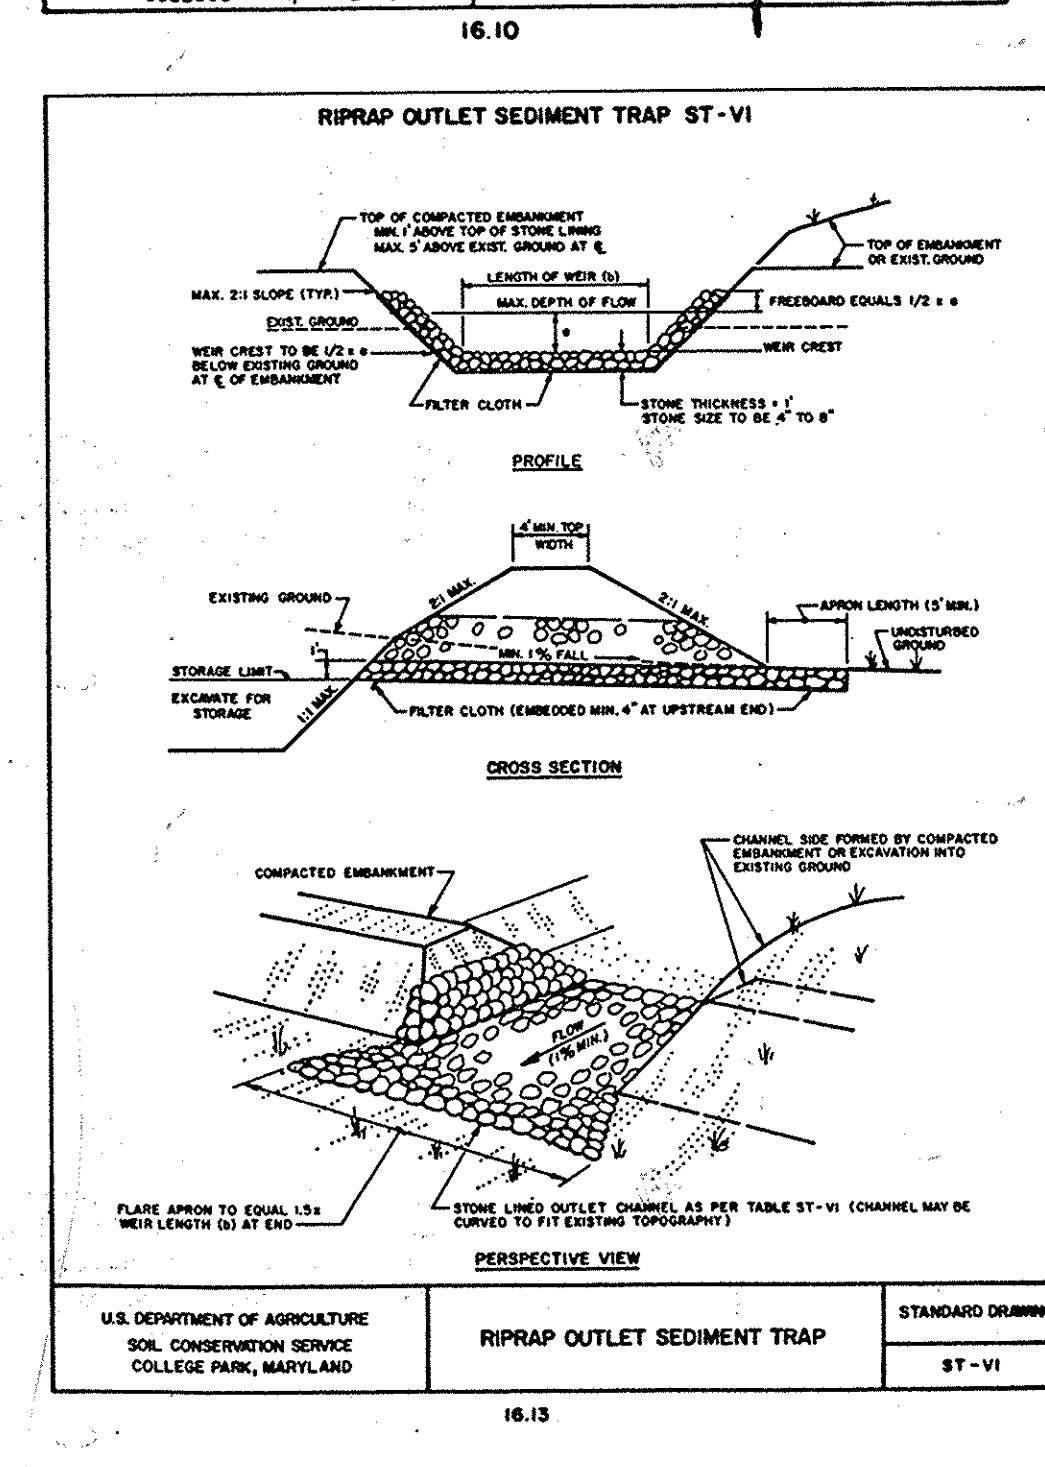 16.10
RIPRAP OUTLET SEDIMENT TRAP ST-VI
TOP OF COMPACTED EMBANKMENT
MIN. 1' ABOVE TOP OF STONE LINING
MAX. 5' ABOVE EXIST. GROUND AT ℄
TOP OF EMBANKMENT
OR EXIST. GROUND
LENGTH OF WEIR (b)
MAX. 2:1 SLOPE (TYP.)
MAX. DEPTH OF FLOW
FREEBOARD EQUALS 1/2 x e
EXIST. GROUND
e
WEIR CREST TO BE 1/2 x e
BELOW EXISTING GROUND
AT ℄ OF EMBANKMENT
WEIR CREST
FILTER CLOTH
STONE THICKNESS = 1'
STONE SIZE TO BE 4" TO 8"
PROFILE
4' MIN. TOP
WIDTH
EXISTING GROUND
2:1 MAX.
2:1 MAX.
APRON LENGTH (5' MIN.)
UNDISTURBED
GROUND
MIN. 1% FALL
STORAGE LIMIT
EXCAVATE FOR
STORAGE
1:1 MAX.
FILTER CLOTH (EMBEDDED MIN. 4" AT UPSTREAM END)
CROSS SECTION
CHANNEL SIDE FORMED BY COMPACTED
EMBANKMENT OR EXCAVATION INTO
EXISTING GROUND
COMPACTED EMBANKMENT
FLOW
(1% MIN.)
FLARE APRON TO EQUAL 1.5x
WEIR LENGTH (b) AT END
STONE LINED OUTLET CHANNEL AS PER TABLE ST-VI (CHANNEL MAY BE
CURVED TO FIT EXISTING TOPOGRAPHY)
PERSPECTIVE VIEW
U.S. DEPARTMENT OF AGRICULTURE
SOIL CONSERVATION SERVICE
COLLEGE PARK, MARYLAND
RIPRAP OUTLET SEDIMENT TRAP
STANDARD
ST-VI
16.13